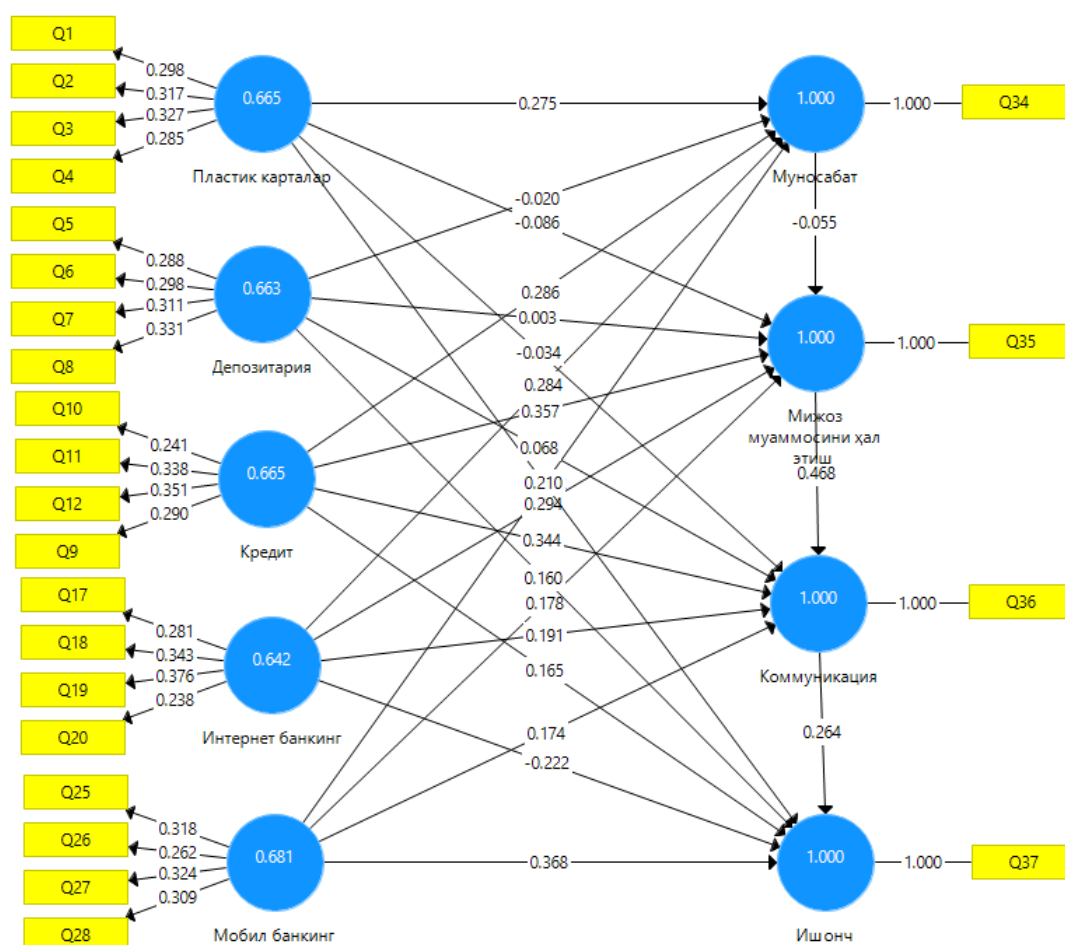 Q1
Q2
Q3
Q4
0.298
0.317
0.327
0.285
0.665
Пластик карталар
Q5
Q6
Q7
Q8
0.288
0.298
0.311
0.331
0.663
Депозитария
Q10
Q11
Q12
Q9
0.241
0.338
0.351
0.290
0.665
Кредит
Q17
Q18
Q19
Q20
0.281
0.343
0.376
0.238
0.642
Интернет банкинг
Q25
Q26
Q27
Q28
0.318
0.262
0.324
0.309
0.681
Мобил банкинг
0.275
-0.020
-0.086
0.286
0.003
-0.034
0.284
0.357
0.068
0.210
0.294
0.344
0.160
0.178
0.191
0.165
0.174
-0.222
0.368
1.000
1.000
Q34
Муносабат
-0.055
1.000
1.000
Q35
Мижоз
муаммосини ҳал
этиш
0.468
1.000
1.000
Q36
Коммуникация
0.264
1.000
1.000
Q37
Ишонч